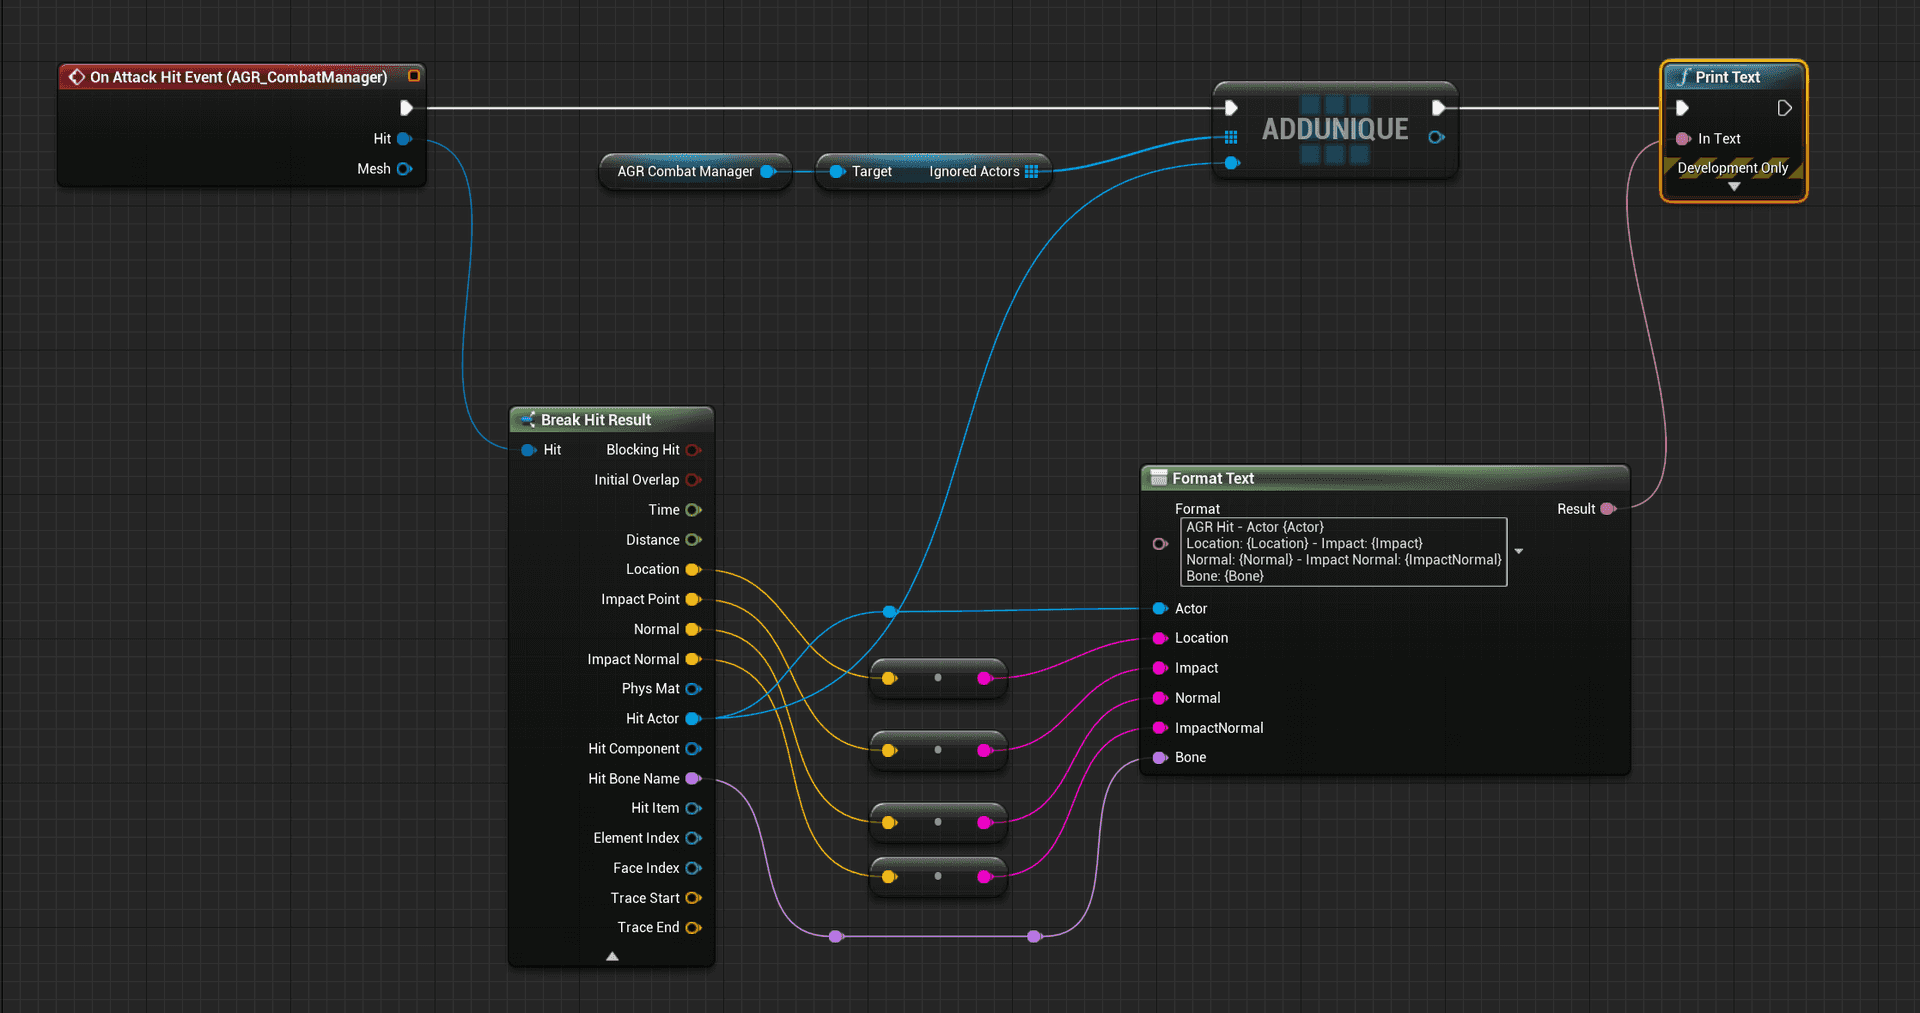 On Attack Hit Event (AGR_CombatManager)
Hit
Mesh
AGR Combat Manager
Target
Ignored Actors
ADDUNIQUE
Print Text
In Text
Development Only
Break Hit Result
Hit
Blocking Hit
Initial Overlap
Time
Distance
Location
Impact Point
Normal
Impact Normal
Phys Mat
Hit Actor
Hit Component
Hit Bone Name
Hit Item
Element Index
Face Index
Trace Start
Trace End
Format Text
Format
Result
AGR Hit - Actor {Actor}
Location: {Location} - Impact: {Impact}
Normal: {Normal} - Impact Normal: {ImpactNormal}
Bone: {Bone}
Actor
Location
Impact
Normal
ImpactNormal
Bone